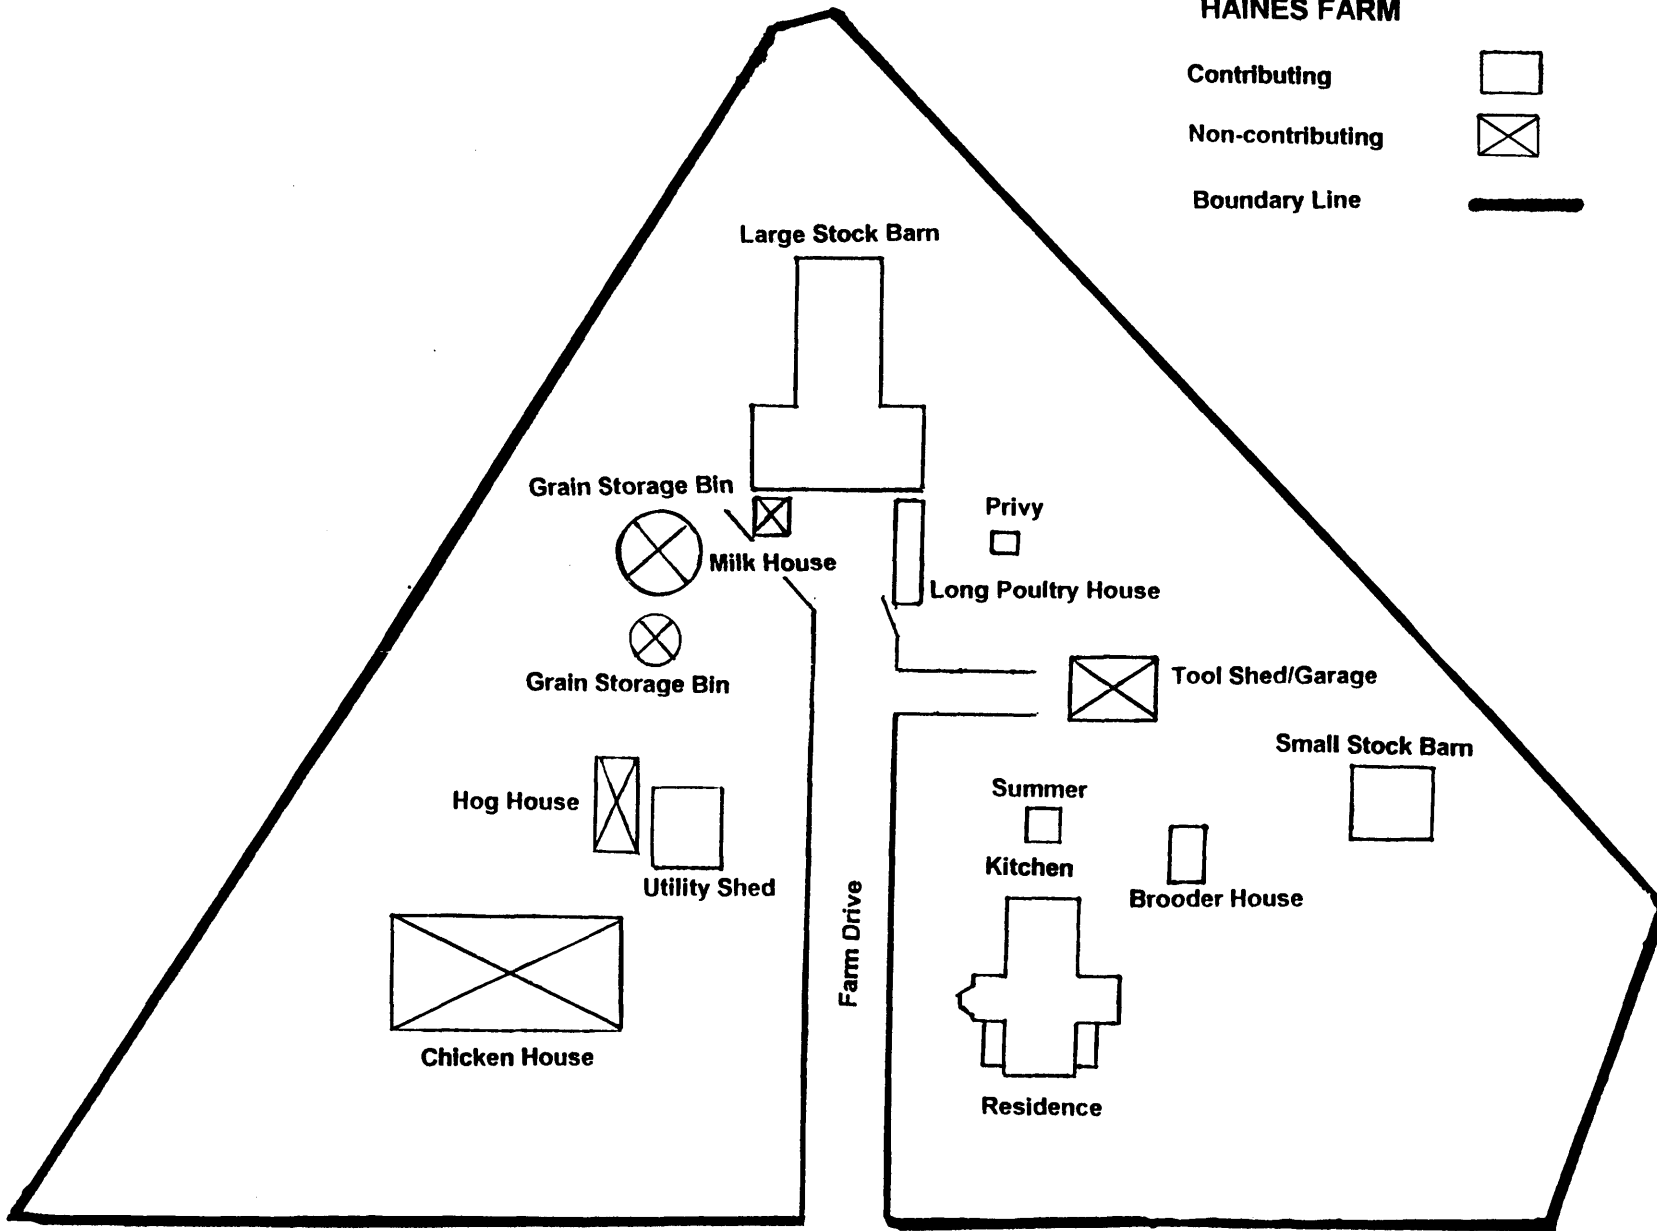 HAINES FARM
Contributing
Non-contributing
Boundary Line
Large Stock Barn
Grain Storage Bin
Privy
Milk House
Long Poultry House
Grain Storage Bin
Tool Shed/Garage
Small Stock Barn
Hog House
Summer
Kitchen
Utility Shed
Brooder House
Farm Drive
Chicken House
Residence